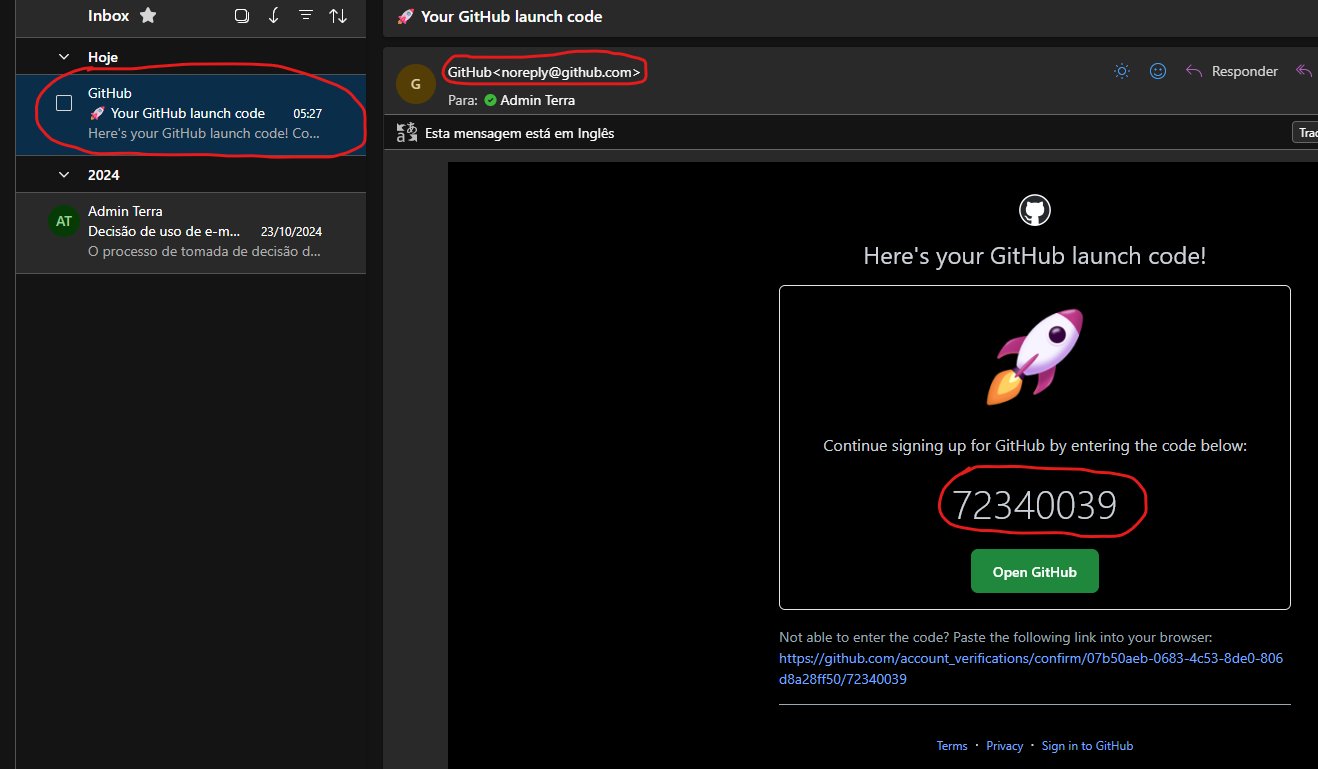 Inbox
Hoje
GitHub
🚀 Your GitHub launch code 05:27
Here's your GitHub launch code! Co...
2024
AT
Admin Terra
Decisão de uso de e-m... 23/10/2024
O processo de tomada de decisão d...
🚀 Your GitHub launch code
G
GitHub<noreply@github.com>
Para: Admin Terra
Responder
Esta mensagem está em Inglês
Trad
Here's your GitHub launch code!
Continue signing up for GitHub by entering the code below:
72340039
Open GitHub
Not able to enter the code? Paste the following link into your browser:
https://github.com/account_verifications/confirm/07b50aeb-0683-4c53-8de0-806
d8a28ff50/72340039
Terms · Privacy · Sign in to GitHub